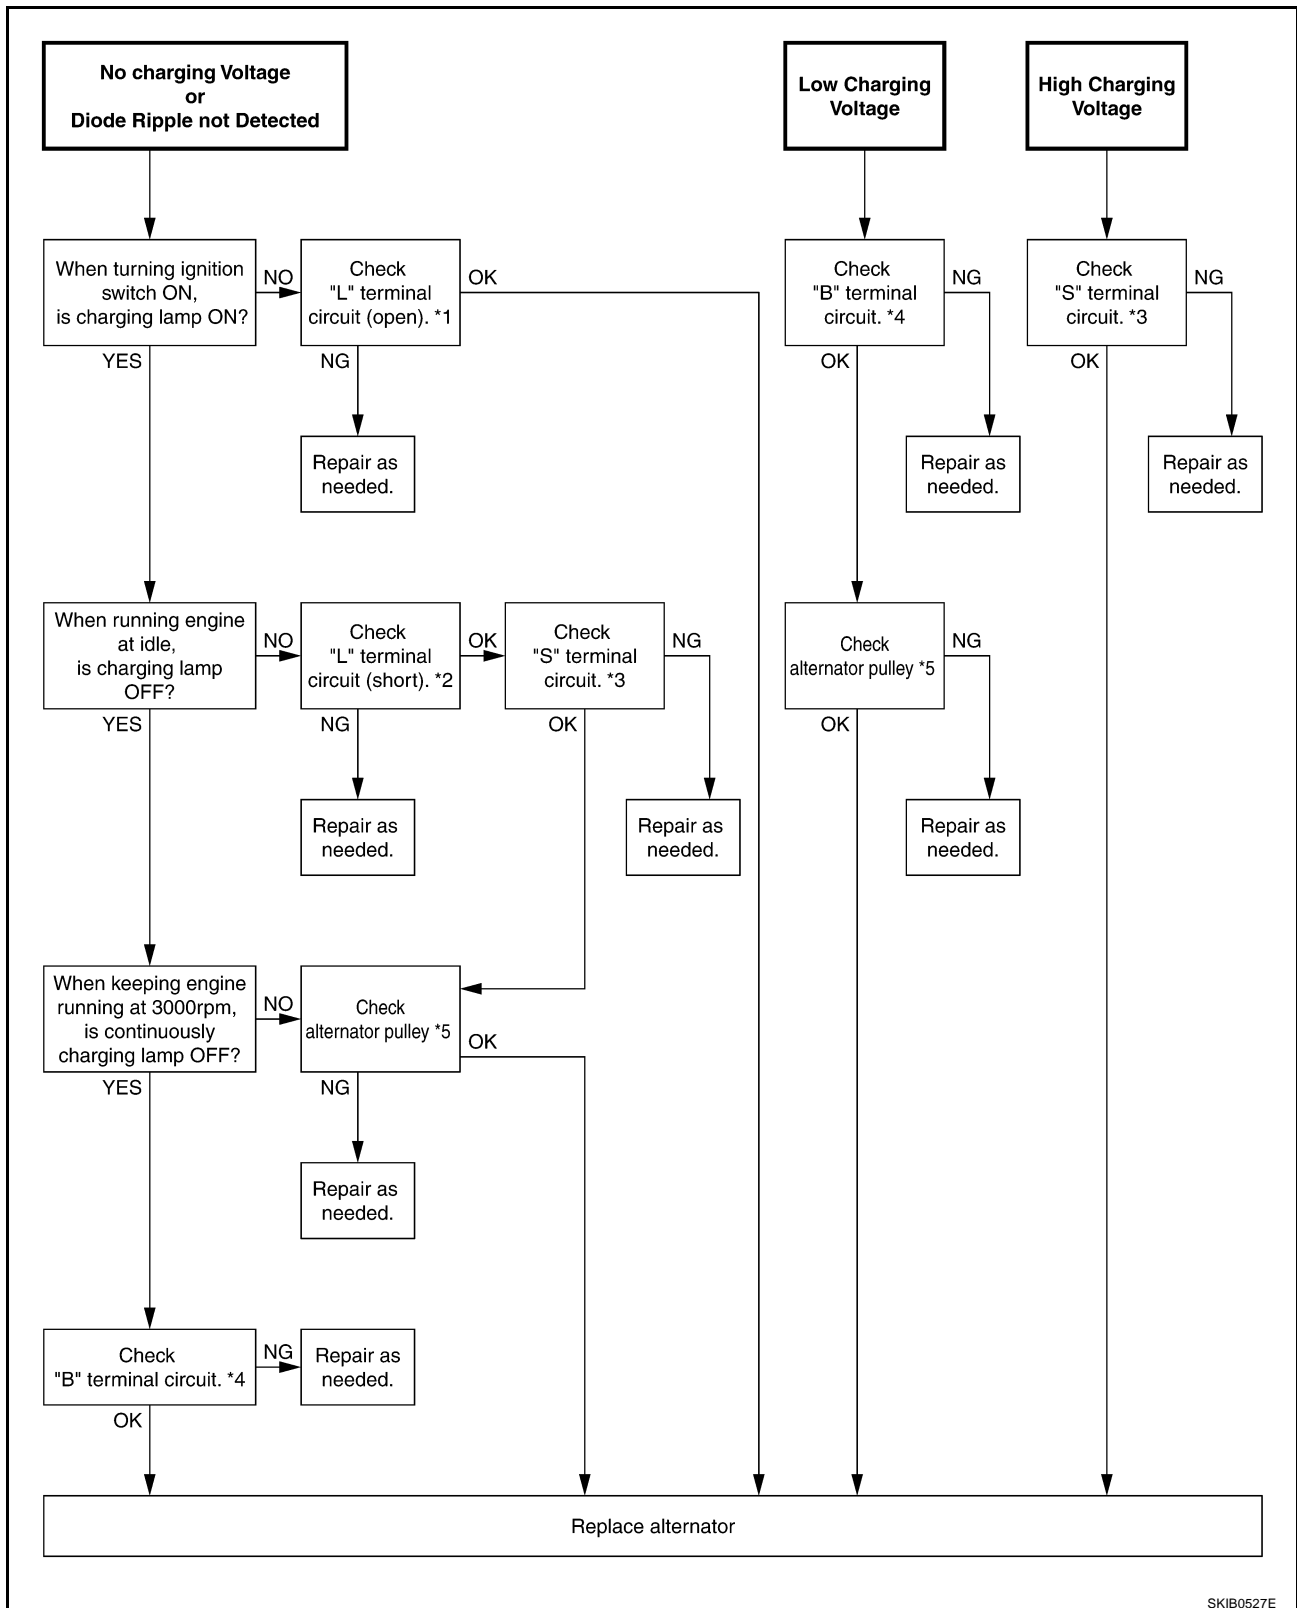 No charging Voltage
or
Diode Ripple not Detected
Low Charging
Voltage
High Charging
Voltage
When turning ignition
switch ON,
is charging lamp ON?
NO
YES
Check
"L" terminal
circuit (open). *1
OK
NG
Repair as
needed.
Check
"B" terminal
circuit. *4
NG
OK
Repair as
needed.
Check
"S" terminal
circuit. *3
NG
OK
Repair as
needed.
When running engine
at idle,
is charging lamp
OFF?
NO
YES
Check
"L" terminal
circuit (short). *2
OK
NG
Repair as
needed.
Check
"S" terminal
circuit. *3
NG
OK
Repair as
needed.
Check
alternator pulley *5
NG
OK
Repair as
needed.
When keeping engine
running at 3000rpm,
is continuously
charging lamp OFF?
NO
YES
Check
alternator pulley *5
OK
NG
Repair as
needed.
Check
"B" terminal circuit. *4
NG
OK
Repair as
needed.
Replace alternator
SKIB0527E